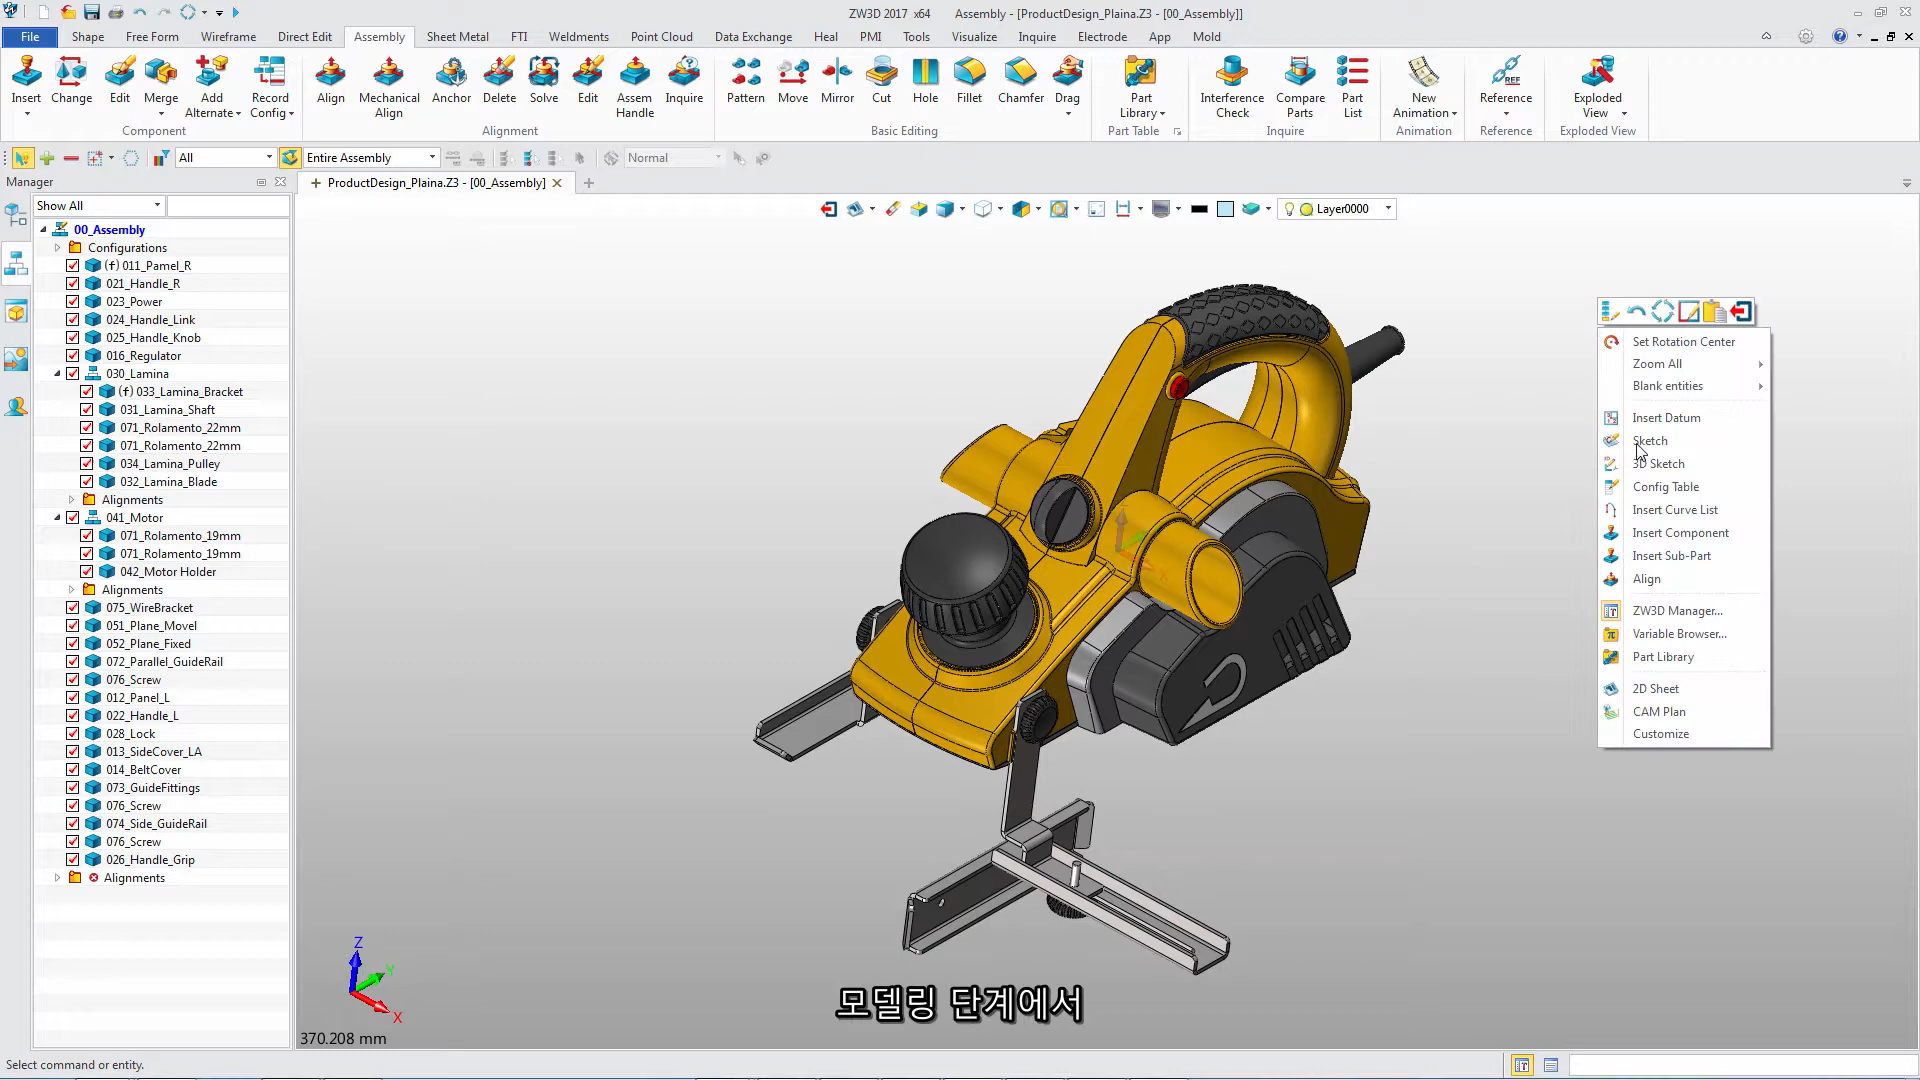 ZW3D 2017  x64    Assembly - [ProductDesign_Plaina.Z3 - [00_Assembly]]
File Shape Free Form Wireframe Direct Edit Assembly Sheet Metal FTI Weldments Point Cloud Data Exchange Heal PMI Tools Visualize Inquire Electrode App Mold
Insert Change Edit Merge Add Alternate Record Config
Component
Align Mechanical Align Anchor Delete Solve Edit Assem Handle Inquire
Alignment
Pattern Move Mirror Cut Hole Fillet Chamfer Drag
Basic Editing
Part Library
Part Table
Interference Check Compare Parts Part List
Inquire
New Animation
Animation
REF
Reference
Reference
Exploded View
Exploded View
All Entire Assembly Normal
Manager
ProductDesign_Plaina.Z3 - [00_Assembly]
Show All
Layer0000
00_Assembly
Configurations
(f) 011_Pamel_R
021_Handle_R
023_Power
024_Handle_Link
025_Handle_Knob
016_Regulator
030_Lamina
(f) 033_Lamina_Bracket
031_Lamina_Shaft
071_Rolamento_22mm
071_Rolamento_22mm
034_Lamina_Pulley
032_Lamina_Blade
Alignments
041_Motor
071_Rolamento_19mm
071_Rolamento_19mm
042_Motor Holder
Alignments
075_WireBracket
051_Plane_Movel
052_Plane_Fixed
072_Parallel_GuideRail
076_Screw
012_Panel_L
022_Handle_L
028_Lock
013_SideCover_LA
014_BeltCover
073_GuideFittings
076_Screw
074_Side_GuideRail
076_Screw
026_Handle_Grip
Alignments
Set Rotation Center
Zoom All
Blank entities
Insert Datum
Sketch
3D Sketch
Config Table
Insert Curve List
Insert Component
Insert Sub-Part
Align
ZW3D Manager...
Variable Browser...
Part Library
2D Sheet
CAM Plan
Customize
Z
Y
X
370.208 mm
모델링 단계에서
Select command or entity.